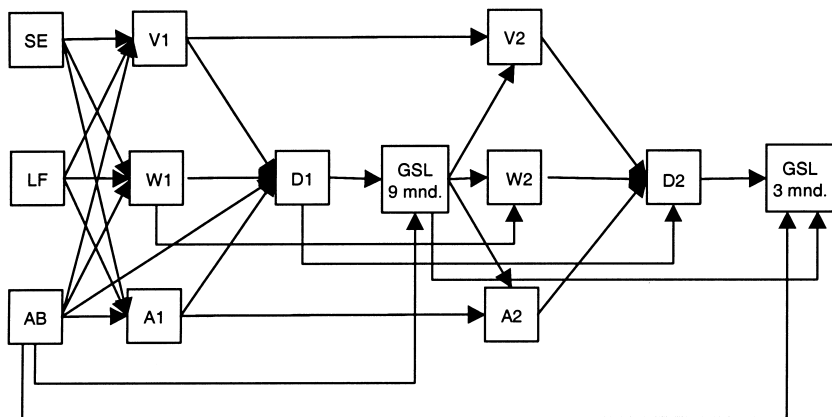 SE
V1
V2
LF
W1
D1
GSL
9 mnd.
W2
D2
GSL
3 mnd.
AB
A1
A2